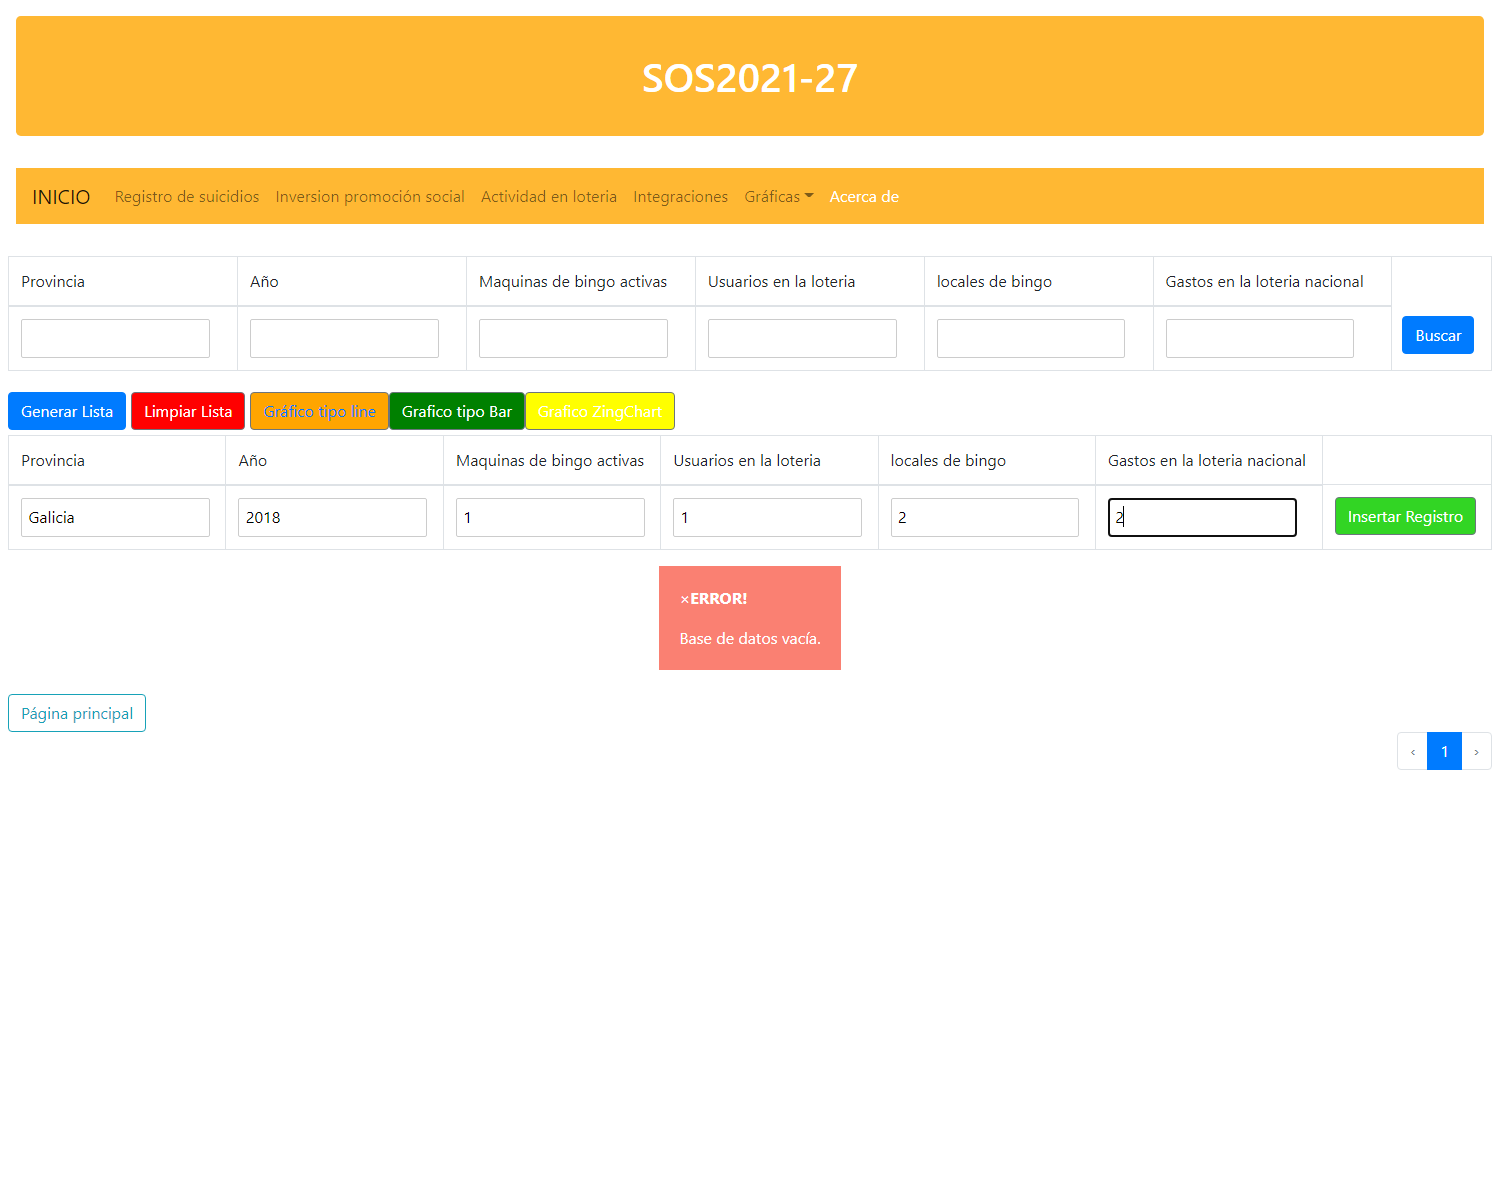 SOS2021-27
INICIO Registro de suicidios Inversion promoción social Actividad en loteria Integraciones Gráficas Acerca de
Provincia Año Maquinas de bingo activas Usuarios en la loteria locales de bingo Gastos en la loteria nacional
Buscar
Generar Lista Limpiar Lista Gráfico tipo line Grafico tipo Bar Grafico ZingChart
Provincia Año Maquinas de bingo activas Usuarios en la loteria locales de bingo Gastos en la loteria nacional
Galicia 2018 1 1 2 2 Insertar Registro
×ERROR!
Base de datos vacía.
Página principal
‹ 1 ›